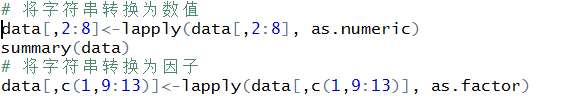 # 将字符串转换为数值
data[,2:8]<-lapply(data[,2:8], as.numeric)
summary(data)
# 将字符串转换为因子
data[,c(1,9:13)]<-lapply(data[,c(1,9:13)], as.factor)